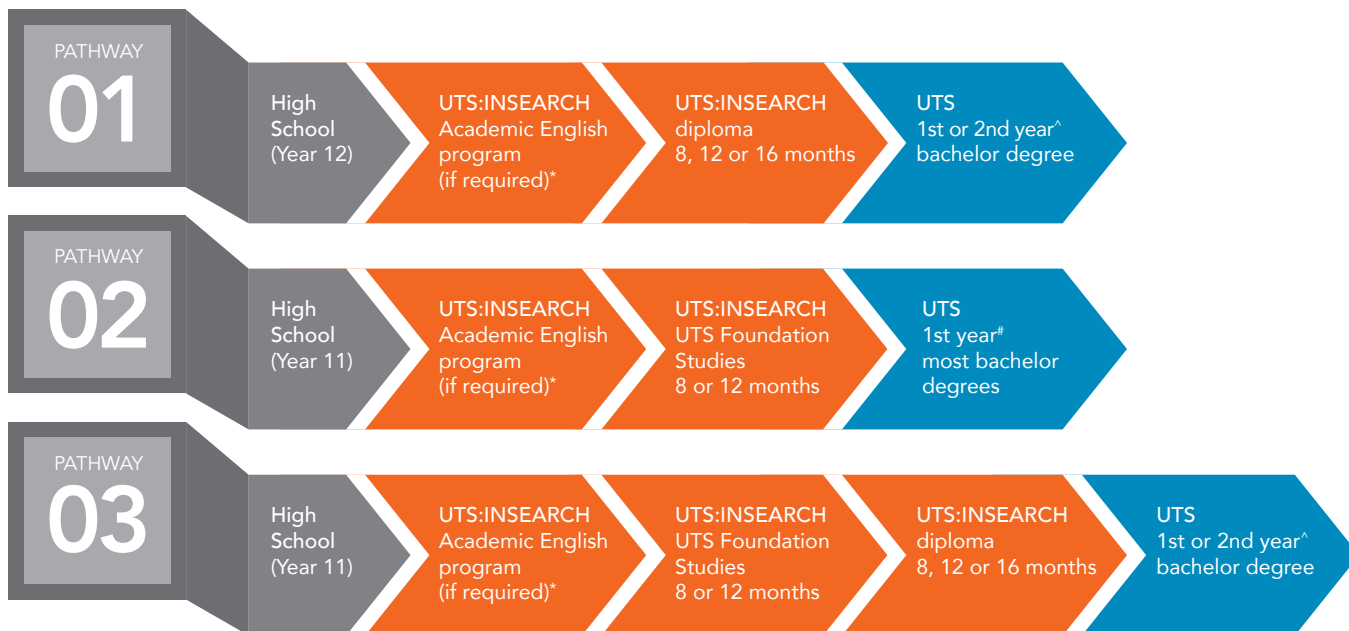 PATHWAY
01
High
School
(Year 12)
UTS:INSEARCH
Academic English
program
(if required)*
UTS:INSEARCH
diploma
8, 12 or 16 months
UTS
1st or 2nd year^
bachelor degree
PATHWAY
02
High
School
(Year 11)
UTS:INSEARCH
Academic English
program
(if required)*
UTS:INSEARCH
UTS Foundation
Studies
8 or 12 months
UTS
1st year#
most bachelor
degrees
PATHWAY
03
High
School
(Year 11)
UTS:INSEARCH
Academic English
program
(if required)*
UTS:INSEARCH
UTS Foundation
Studies
8 or 12 months
UTS:INSEARCH
diploma
8, 12 or 16 months
UTS
1st or 2nd year^
bachelor degree